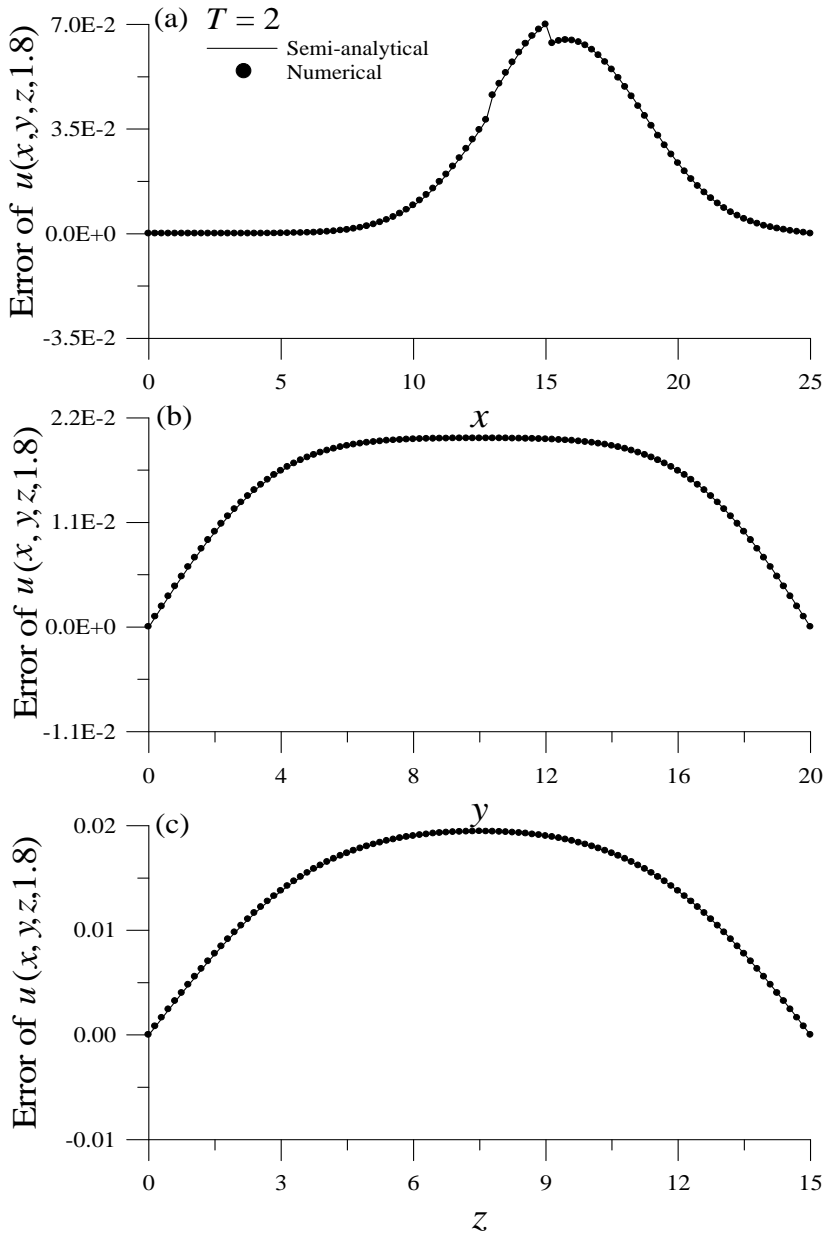 (a) T = 2
Semi-analytical
Numerical
Error of u(x,y,z,1.8)
7.0E-2
3.5E-2
0.0E+0
-3.5E-2
0 5 10 15 20 25
x
(b)
Error of u(x, y,z,1.8)
2.2E-2
1.1E-2
0.0E+0
-1.1E-2
0 4 8 12 16 20
y
(c)
Error of u(x, y,z,1.8)
0.02
0.01
0.00
-0.01
0 3 6 9 12 15
z